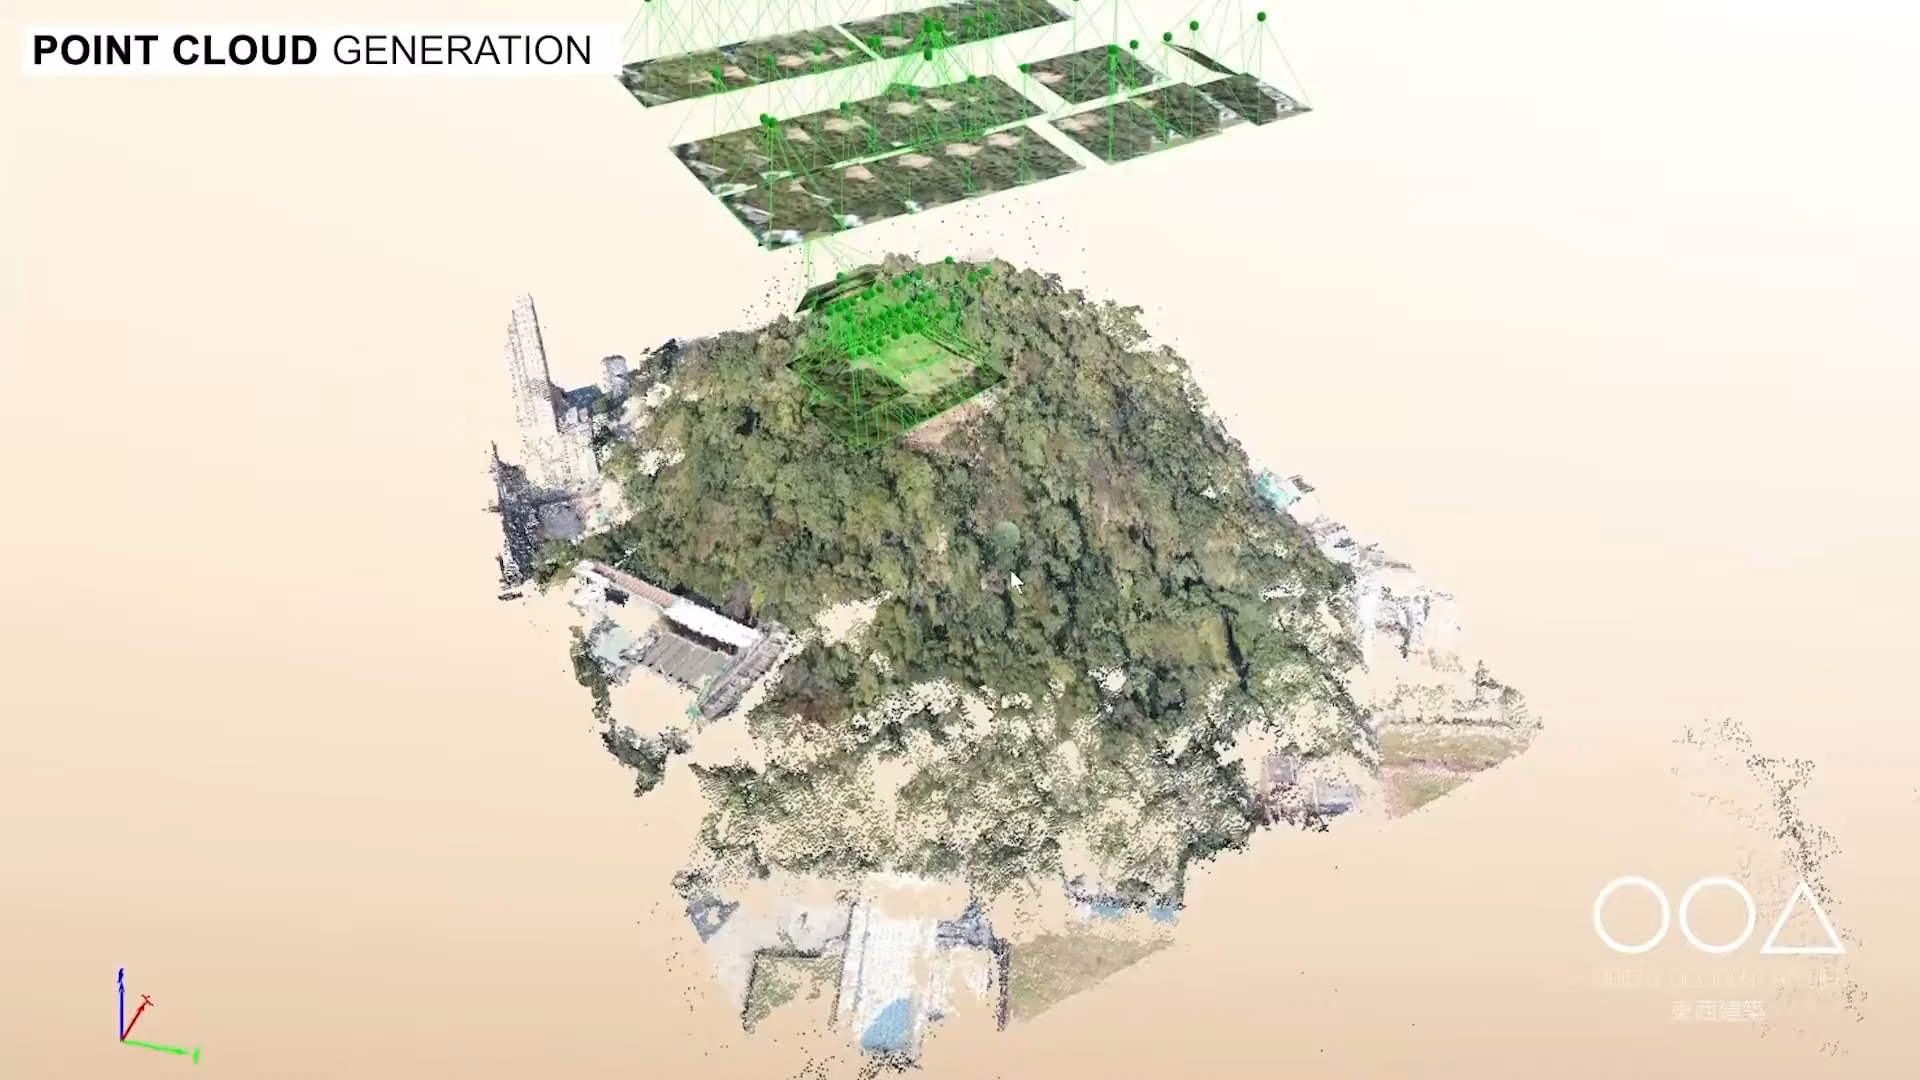 POINT CLOUD GENERATION
X
東西建築